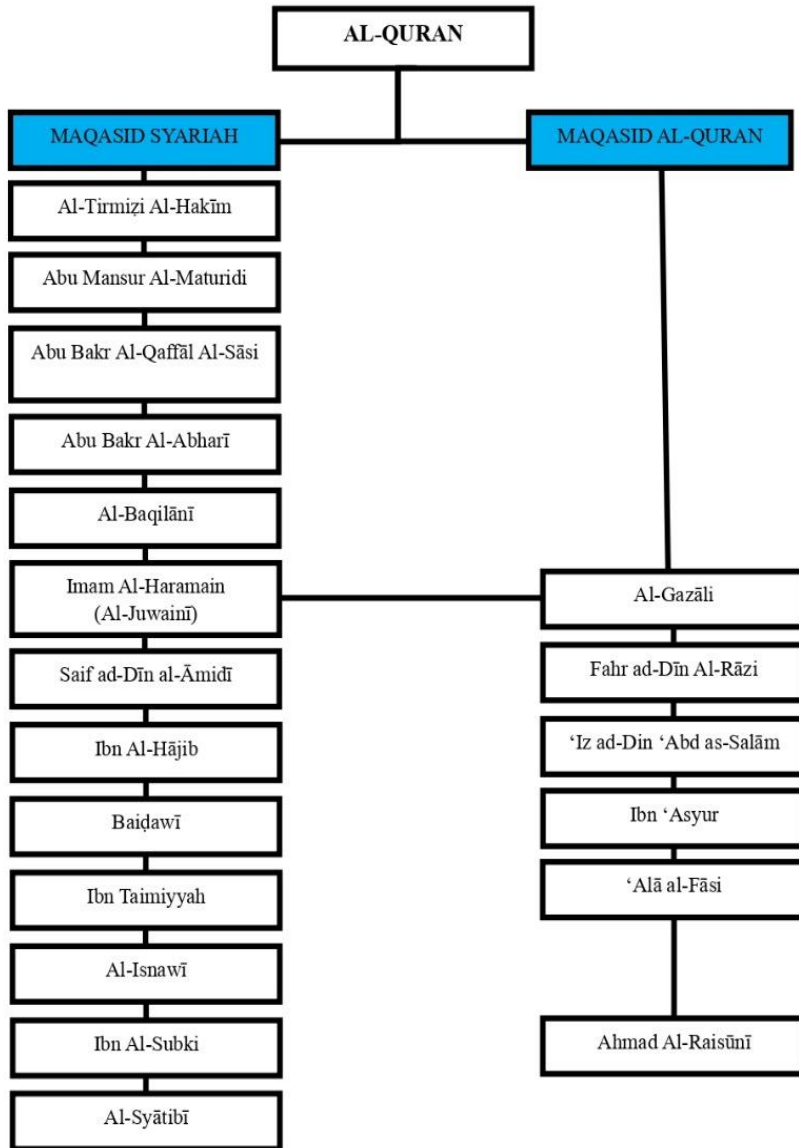 AL-QURAN
MAQASID SYARIAH
MAQASID AL-QURAN
Al-Tirmiẓi Al-Hakīm
Abu Mansur Al-Maturidi
Abu Bakr Al-Qaffāl Al-Sāsi
Abu Bakr Al-Abharī
Al-Baqilānī
Imam Al-Haramain
(Al-Juwainī)
Saif ad-Dīn al-Āmidī
Ibn Al-Hājib
Baiḍawī
Ibn Taimiyyah
Al-Isnawī
Ibn Al-Subki
Al-Syātibī
Al-Gazāli
Fahr ad-Dīn Al-Rāzi
‘Iz ad-Din ‘Abd as-Salām
Ibn ‘Asyur
‘Alā al-Fāsi
Ahmad Al-Raisūnī